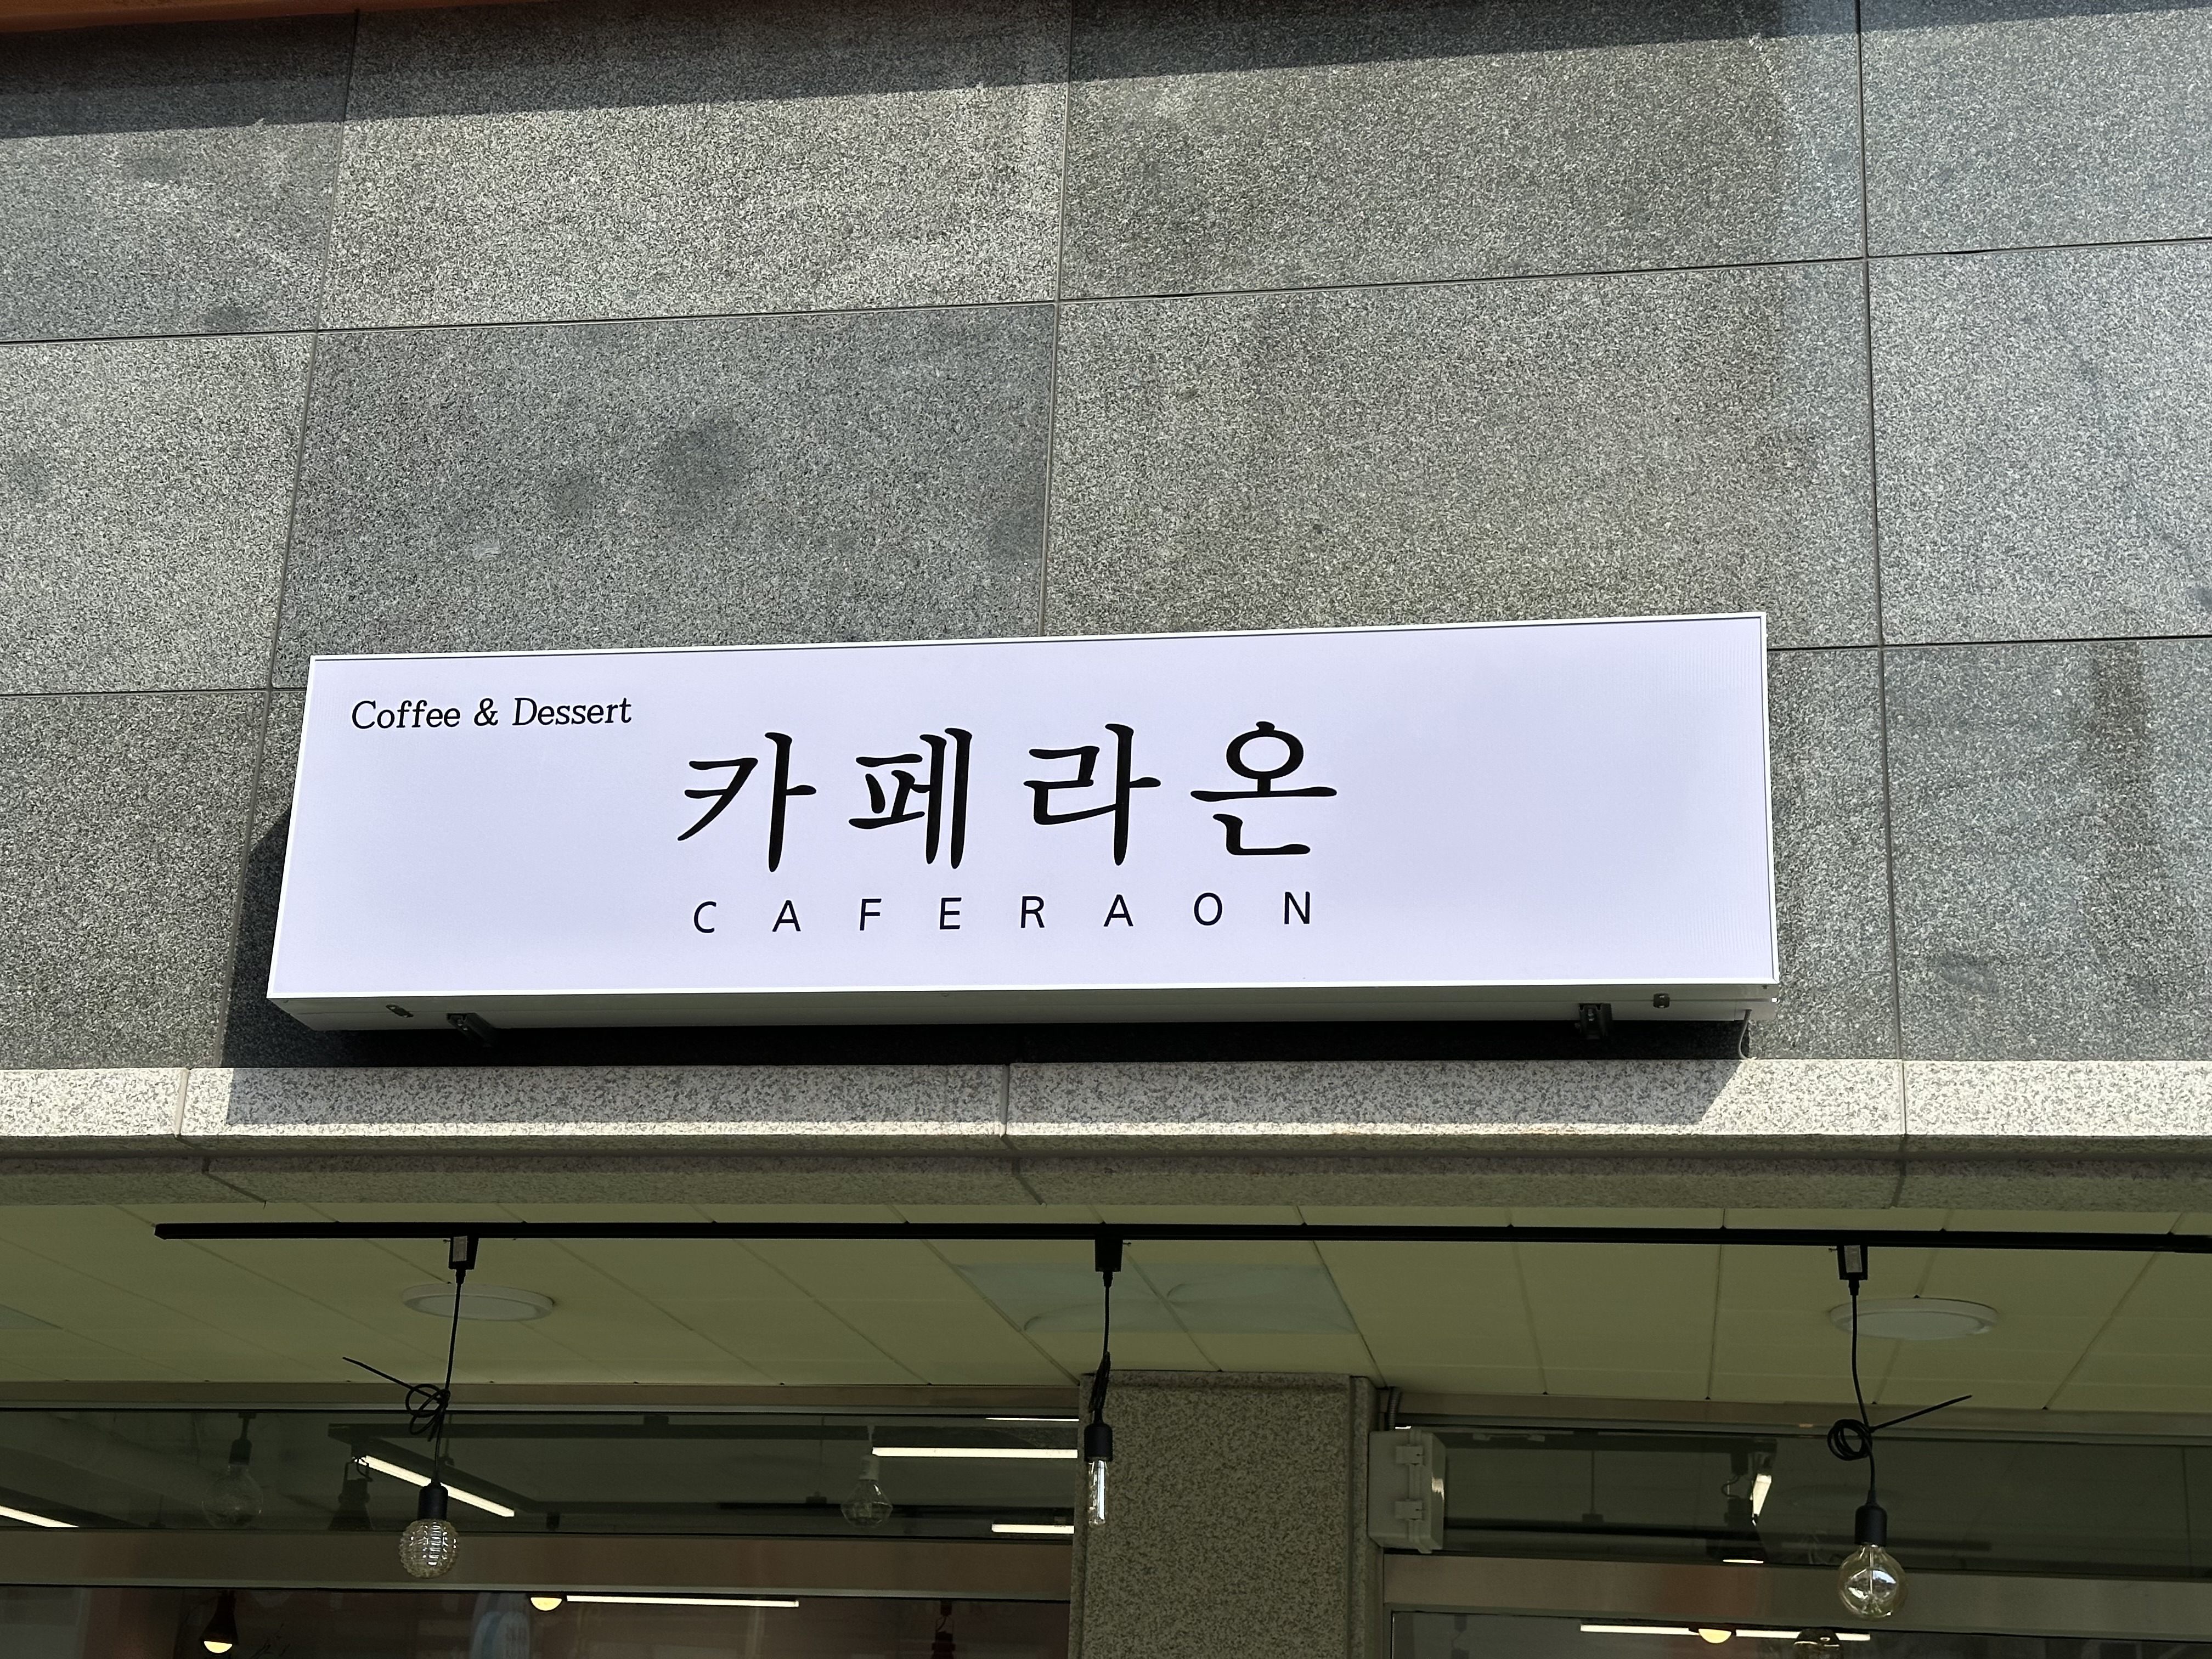 Coffee & Dessert
카페라온
CAFERAON